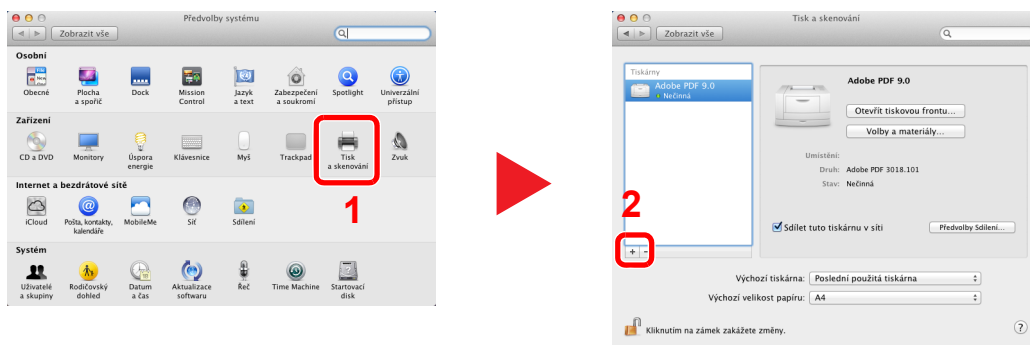 Předvolby systému
Zobrazit vše
Osobní
Obecné
Plocha
a spořič
Dock
Mission
Control
Jazyk
a text
Zabezpečení
a soukromí
Spotlight
Univerzální
přístup
Zařízení
CD a DVD
Monitory
Úspora
energie
Klávesnice
Myš
Trackpad
Tisk
a skenování
Zvuk
Internet a bezdrátové sítě
iCloud
Pošta, kontakty,
kalendáře
MobileMe
Síť
Sdílení
1
Systém
Uživatelé
a skupiny
Rodičovský
dohled
Datum
a čas
Aktualizace
softwaru
Řeč
Time Machine
Startovací
disk
Tisk a skenování
Zobrazit vše
Tiskárny
Adobe PDF 9.0
Nečinná
Adobe PDF 9.0
Otevřít tiskovou frontu...
Volby a materiály...
Umístění:
Druh: Adobe PDF 3018.101
Stav: Nečinná
2
Sdílet tuto tiskárnu v síti
Předvolby Sdílení...
+ -
Výchozí tiskárna: Poslední použitá tiskárna
Výchozí velikost papíru: A4
Kliknutím na zámek zakážete změny.
?